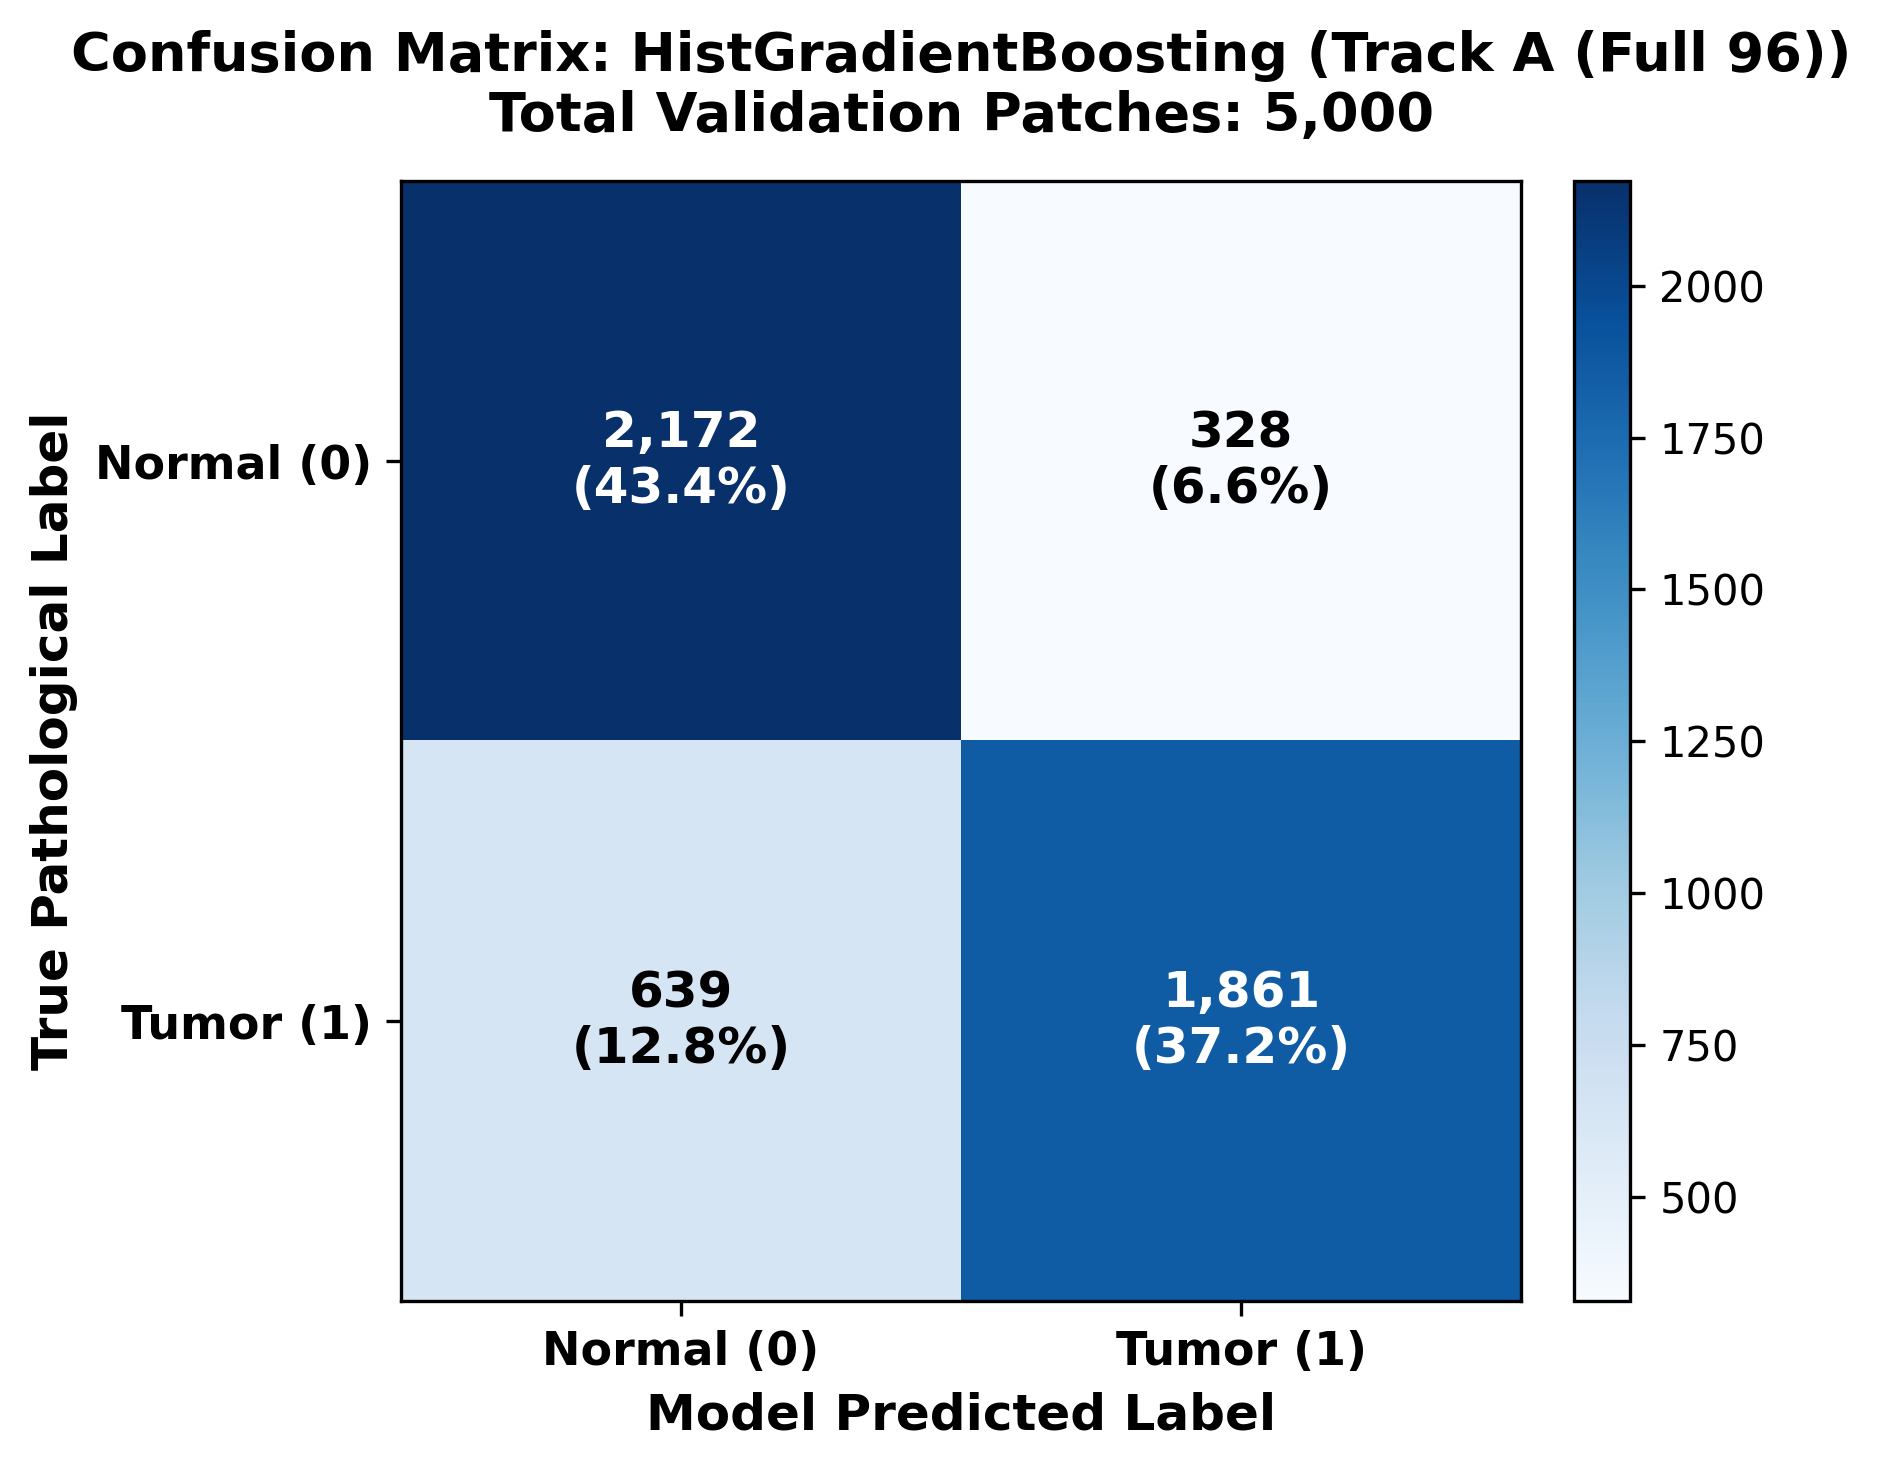 Confusion Matrix: HistGradientBoosting (Track A (Full 96))
Total Validation Patches: 5,000
True Pathological Label
Normal (0)
2,172
(43.4%)
328
(6.6%)
Tumor (1)
639
(12.8%)
1,861
(37.2%)
Normal (0)
Tumor (1)
Model Predicted Label
2000
1750
1500
1250
1000
750
500